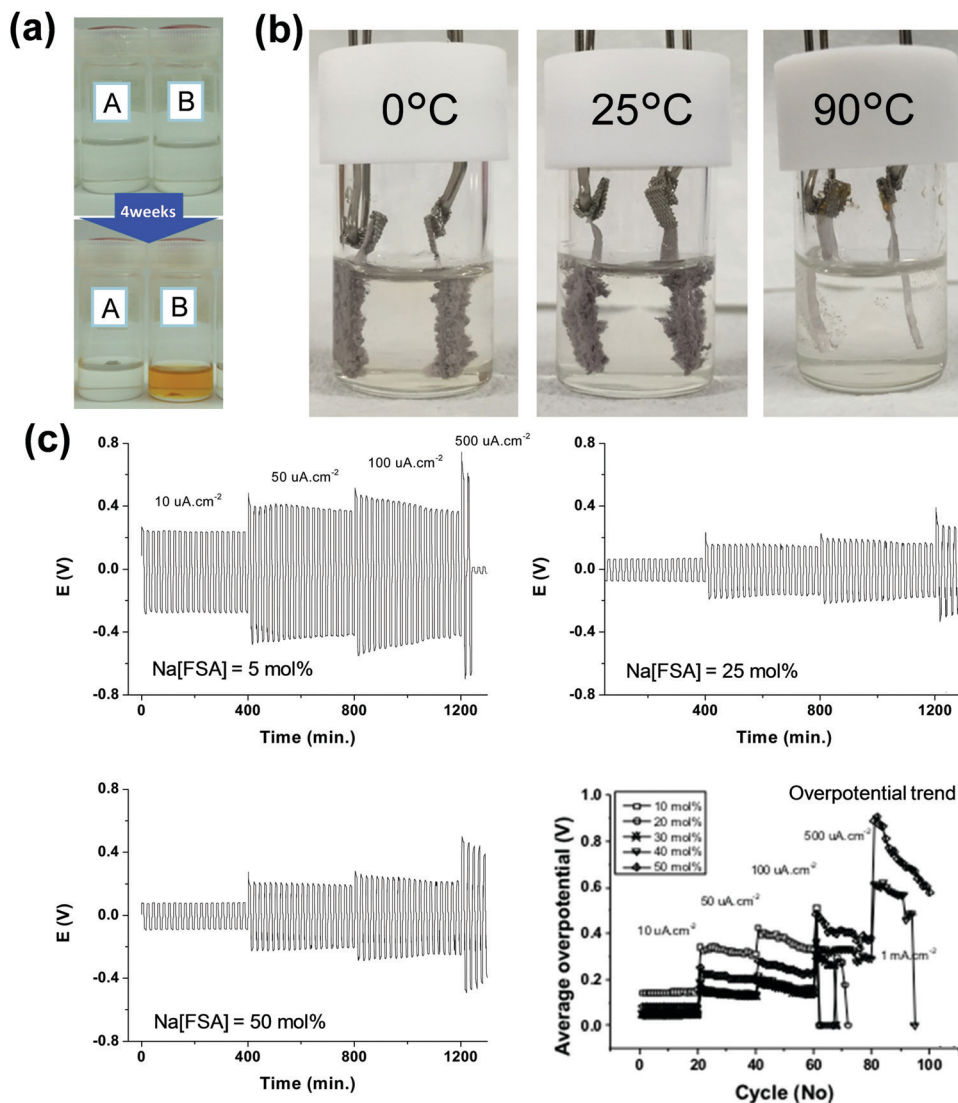 (a)
A
B
4weeks
A
B
(b)
0°C
25°C
90°C
(c)
0.8
0.4
0.0
-0.4
-0.8
E (V)
10 uA.cm-2
50 uA.cm-2
100 uA.cm-2
500 uA.cm-2
Na[FSA] = 5 mol%
0
400
800
1200
Time (min.)
0.8
0.4
0.0
-0.4
-0.8
E (V)
Na[FSA] = 25 mol%
400
800
1200
Time (min.)
0.8
0.4
0.0
-0.4
-0.8
E (V)
Na[FSA] = 50 mol%
0
400
800
1200
Time (min.)
Overpotential trend
1.0
0.8
0.6
0.4
0.2
0.0
Average overpotential (V)
10 mol%
20 mol%
30 mol%
40 mol%
50 mol%
10 uA.cm-2
50 uA.cm-2
100 uA.cm-2
500 uA.cm-2
1 mA.cm-2
0
20
40
60
80
100
Cycle (No)